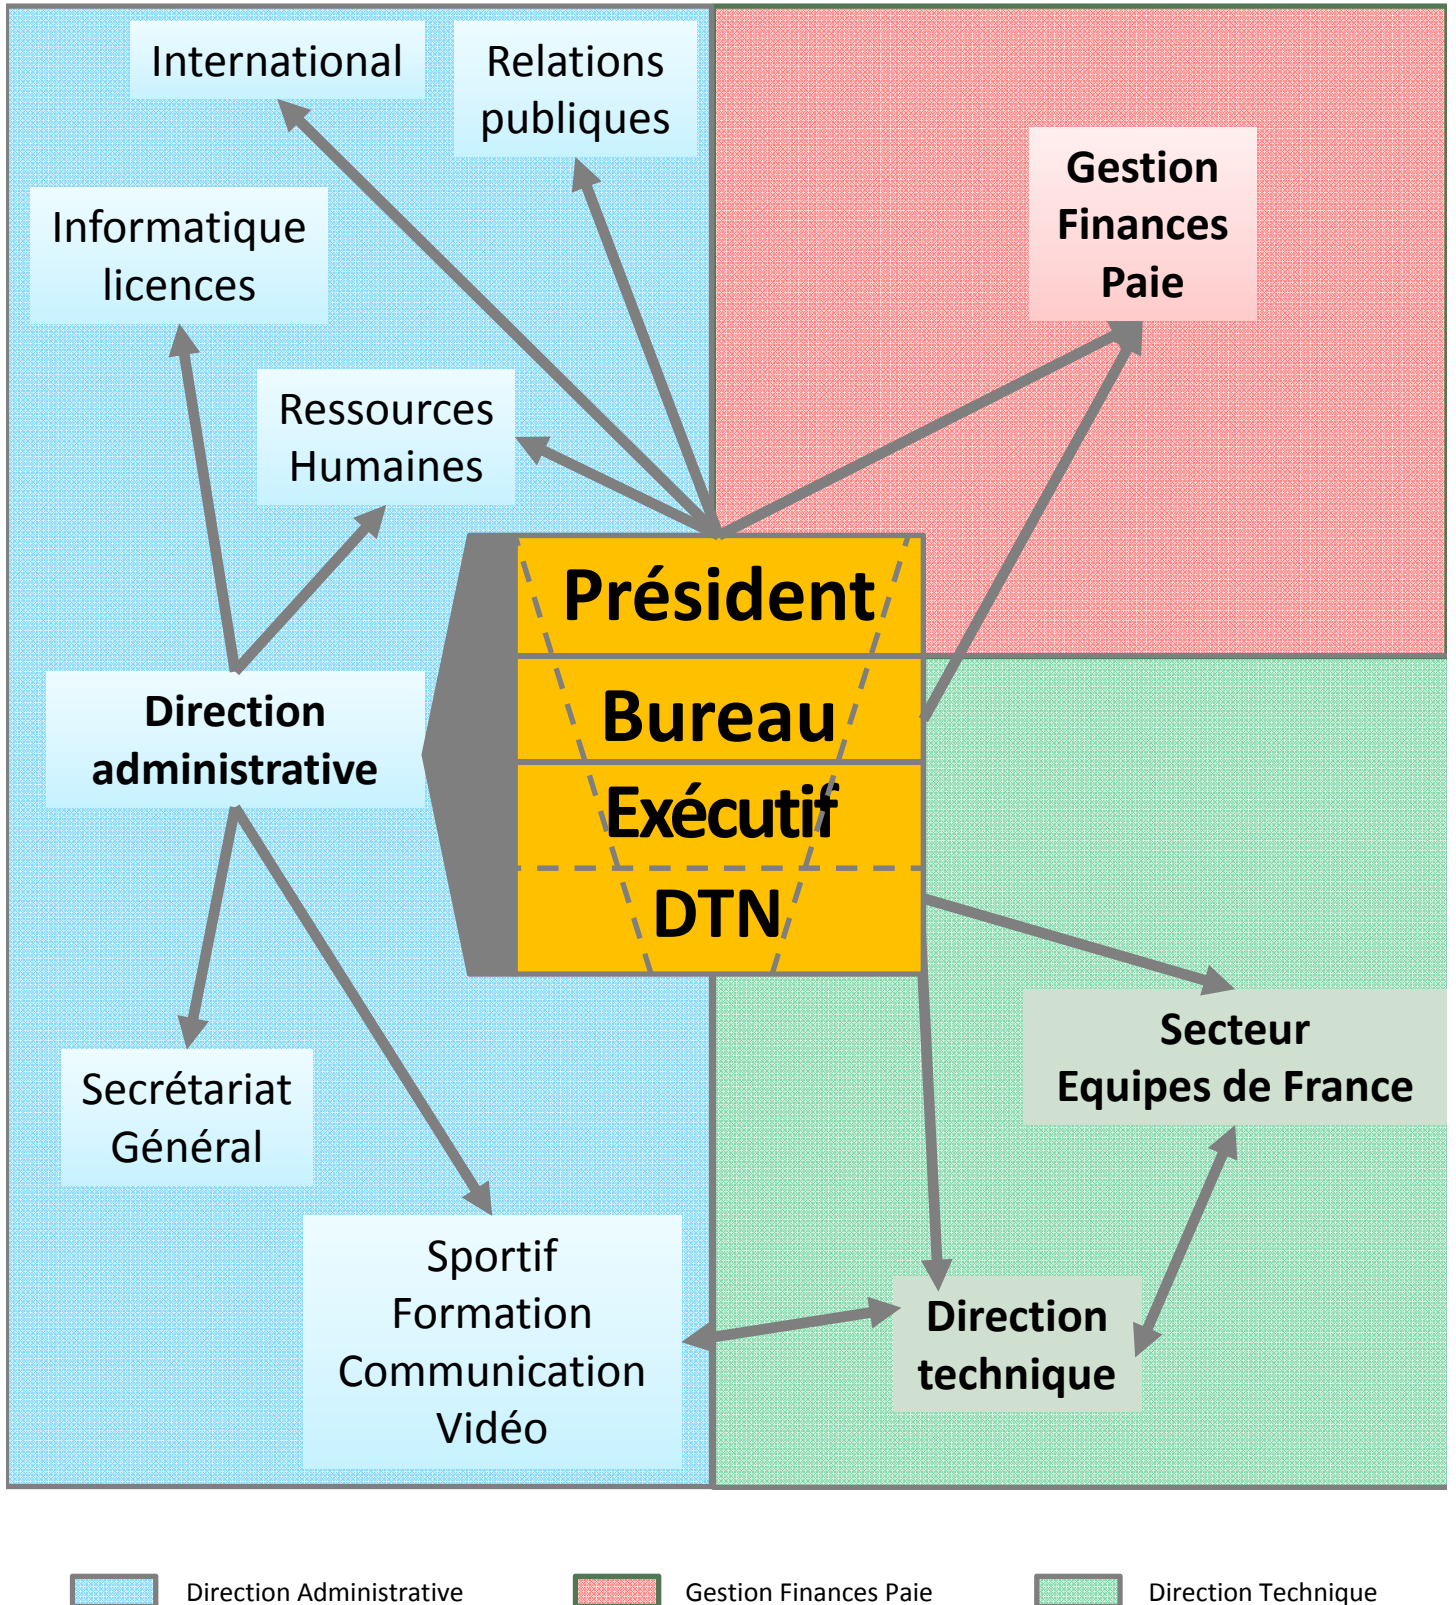 International
Relations
publiques
Gestion
Finances
Paie
Informatique
licences
Ressources
Humaines
Président
Bureau
Exécutif
DTN
Direction
administrative
Secteur
Equipes de France
Secrétariat
Général
Sportif
Formation
Communication
Vidéo
Direction
technique
Direction Administrative
Gestion Finances Paie
Direction Technique